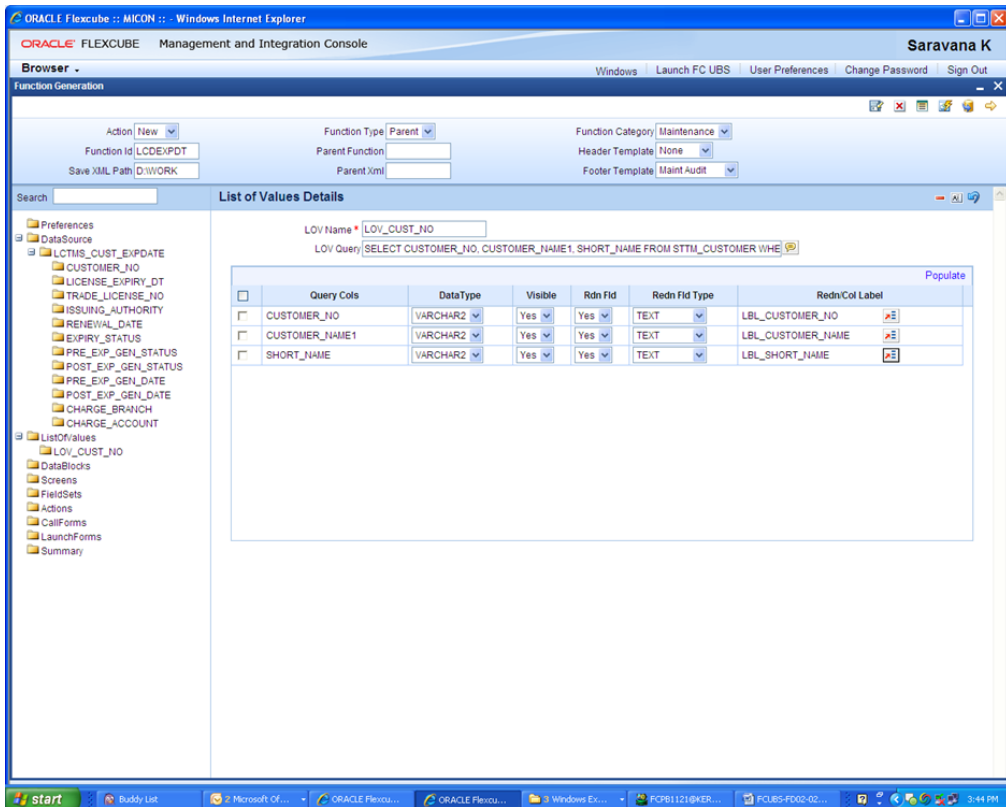 ORACLE Flexcube :: MICON :: - Windows Internet Explorer
ORACLE FLEXCUBE Management and Integration Console
Saravana K
Browser
Windows Launch FC UBS User Preferences Change Password Sign Out
Function Generation
Action New Function Type Parent Function Category Maintenance
Function Id LCDEXPDT Parent Function Header Template None
Save XML Path D:\WORK Parent Xml Footer Template Maint Audit
Search
List of Values Details
Preferences
DataSource
LCTMS_CUST_EXPDATE
CUSTOMER_NO
LICENSE_EXPIRY_DT
TRADE_LICENSE_NO
ISSUING_AUTHORITY
RENEWAL_DATE
EXPIRY_STATUS
PRE_EXP_GEN_STATUS
POST_EXP_GEN_STATUS
PRE_EXP_GEN_DATE
POST_EXP_GEN_DATE
CHARGE_BRANCH
CHARGE_ACCOUNT
ListOfValues
LOV_CUST_NO
DataBlocks
Screens
FieldSets
Actions
CallForms
LaunchForms
Summary
LOV Name * LOV_CUST_NO
LOV Query SELECT CUSTOMER_NO, CUSTOMER_NAME1, SHORT_NAME FROM STTM_CUSTOMER WHE
Populate
Query Cols DataType Visible Rdn Fld Redn Fld Type Redn/Col Label
CUSTOMER_NO VARCHAR2 Yes Yes TEXT LBL_CUSTOMER_NO
CUSTOMER_NAME1 VARCHAR2 Yes Yes TEXT LBL_CUSTOMER_NAME
SHORT_NAME VARCHAR2 Yes Yes TEXT LBL_SHORT_NAME
start Buddy List 2 Microsoft Of... ORACLE Flexcu... ORACLE Flexcu... 3 Windows Ex... FCPB1121@KER... FCUBS-FD02-02... 3:44 PM